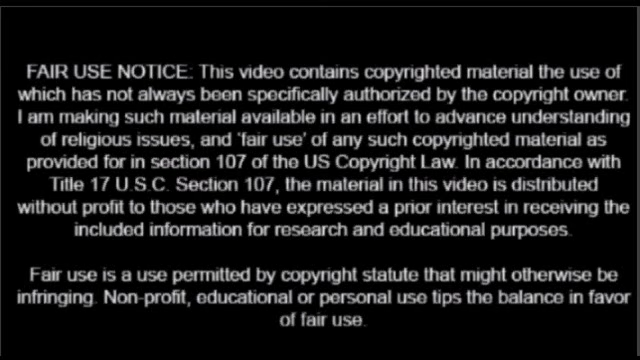 FAIR USE NOTICE: This video contains copyrighted material the use of
which has not always been specifically authorized by the copyright owner.
I am making such material available in an effort to advance understanding
of religious issues, and 'fair use' of any such copyrighted material as
provided for in section 107 of the US Copyright Law. In accordance with
Title 17 U.S.C. Section 107, the material in this video is distributed
without profit to those who have expressed a prior interest in receiving the
included information for research and educational purposes.
Fair use is a use permitted by copyright statute that might otherwise be
infringing. Non-profit, educational or personal use tips the balance in favor
of fair use.